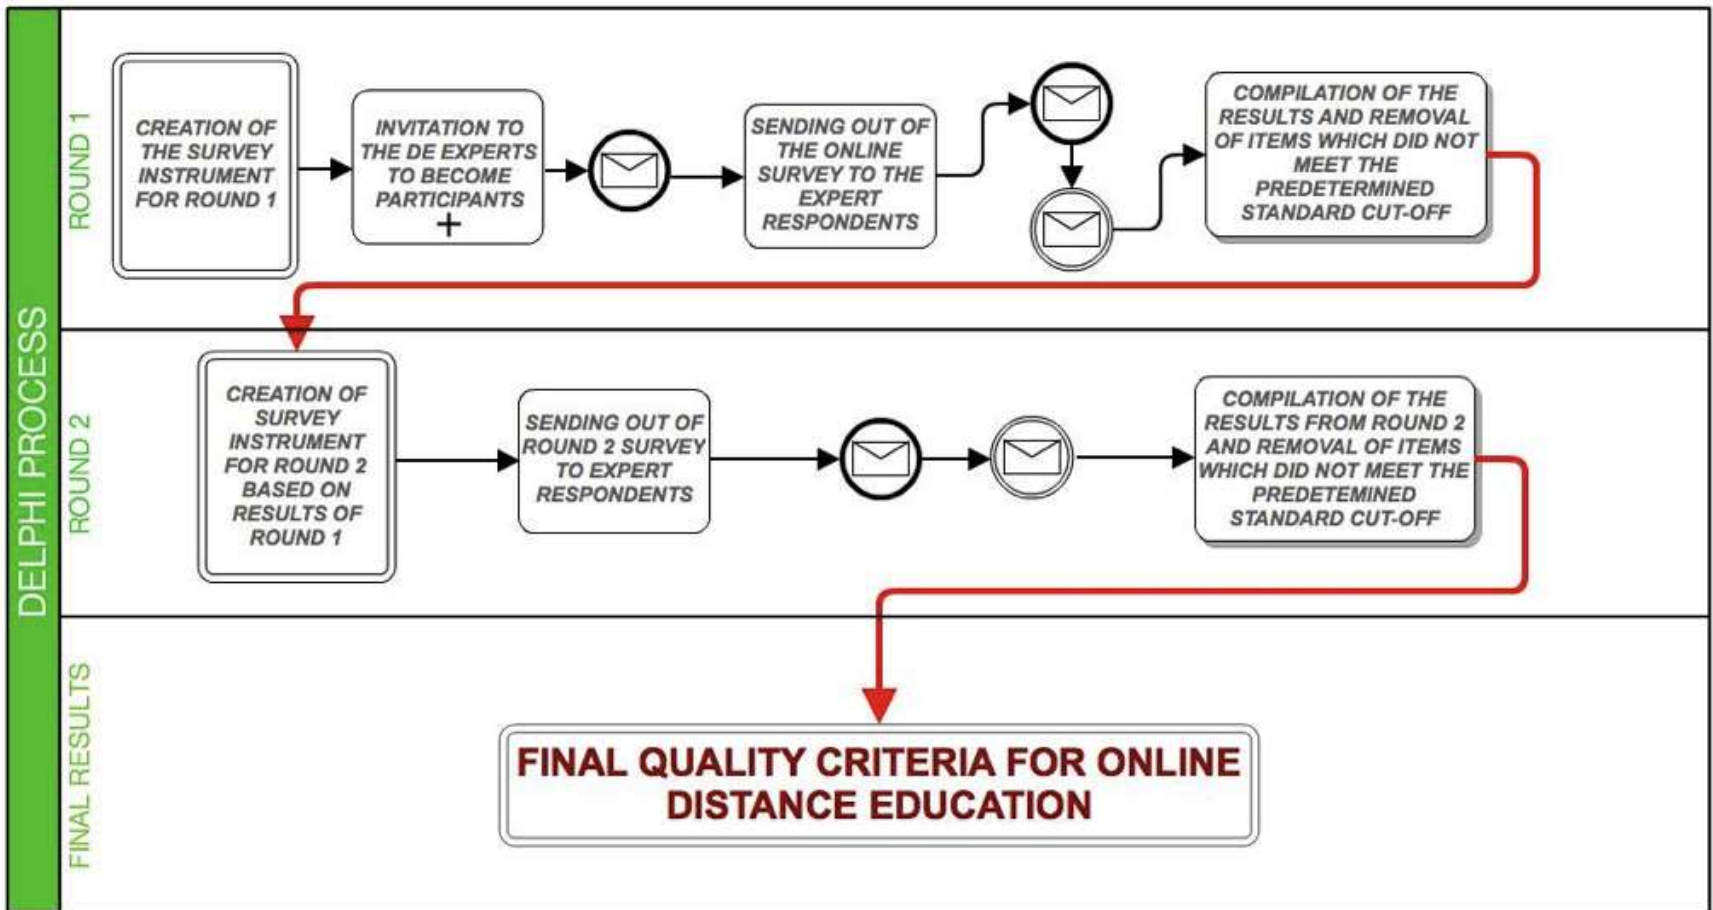 DELPHI PROCESS
ROUND 1
CREATION OF
THE SURVEY
INSTRUMENT
FOR ROUND 1
INVITATION TO
THE DE EXPERTS
TO BECOME
PARTICIPANTS
+
SENDING OUT OF
THE ONLINE
SURVEY TO THE
EXPERT
RESPONDENTS
COMPILATION OF THE
RESULTS AND REMOVAL
OF ITEMS WHICH DID NOT
MEET THE
PREDETERMINED
STANDARD CUT-OFF
ROUND 2
CREATION OF
SURVEY
INSTRUMENT
FOR ROUND 2
BASED ON
RESULTS OF
ROUND 1
SENDING OUT OF
ROUND 2 SURVEY
TO EXPERT
RESPONDENTS
COMPILATION OF THE
RESULTS FROM ROUND 2
AND REMOVAL OF ITEMS
WHICH DID NOT MEET THE
PREDETEMINED
STANDARD CUT-OFF
FINAL RESULTS
FINAL QUALITY CRITERIA FOR ONLINE
DISTANCE EDUCATION